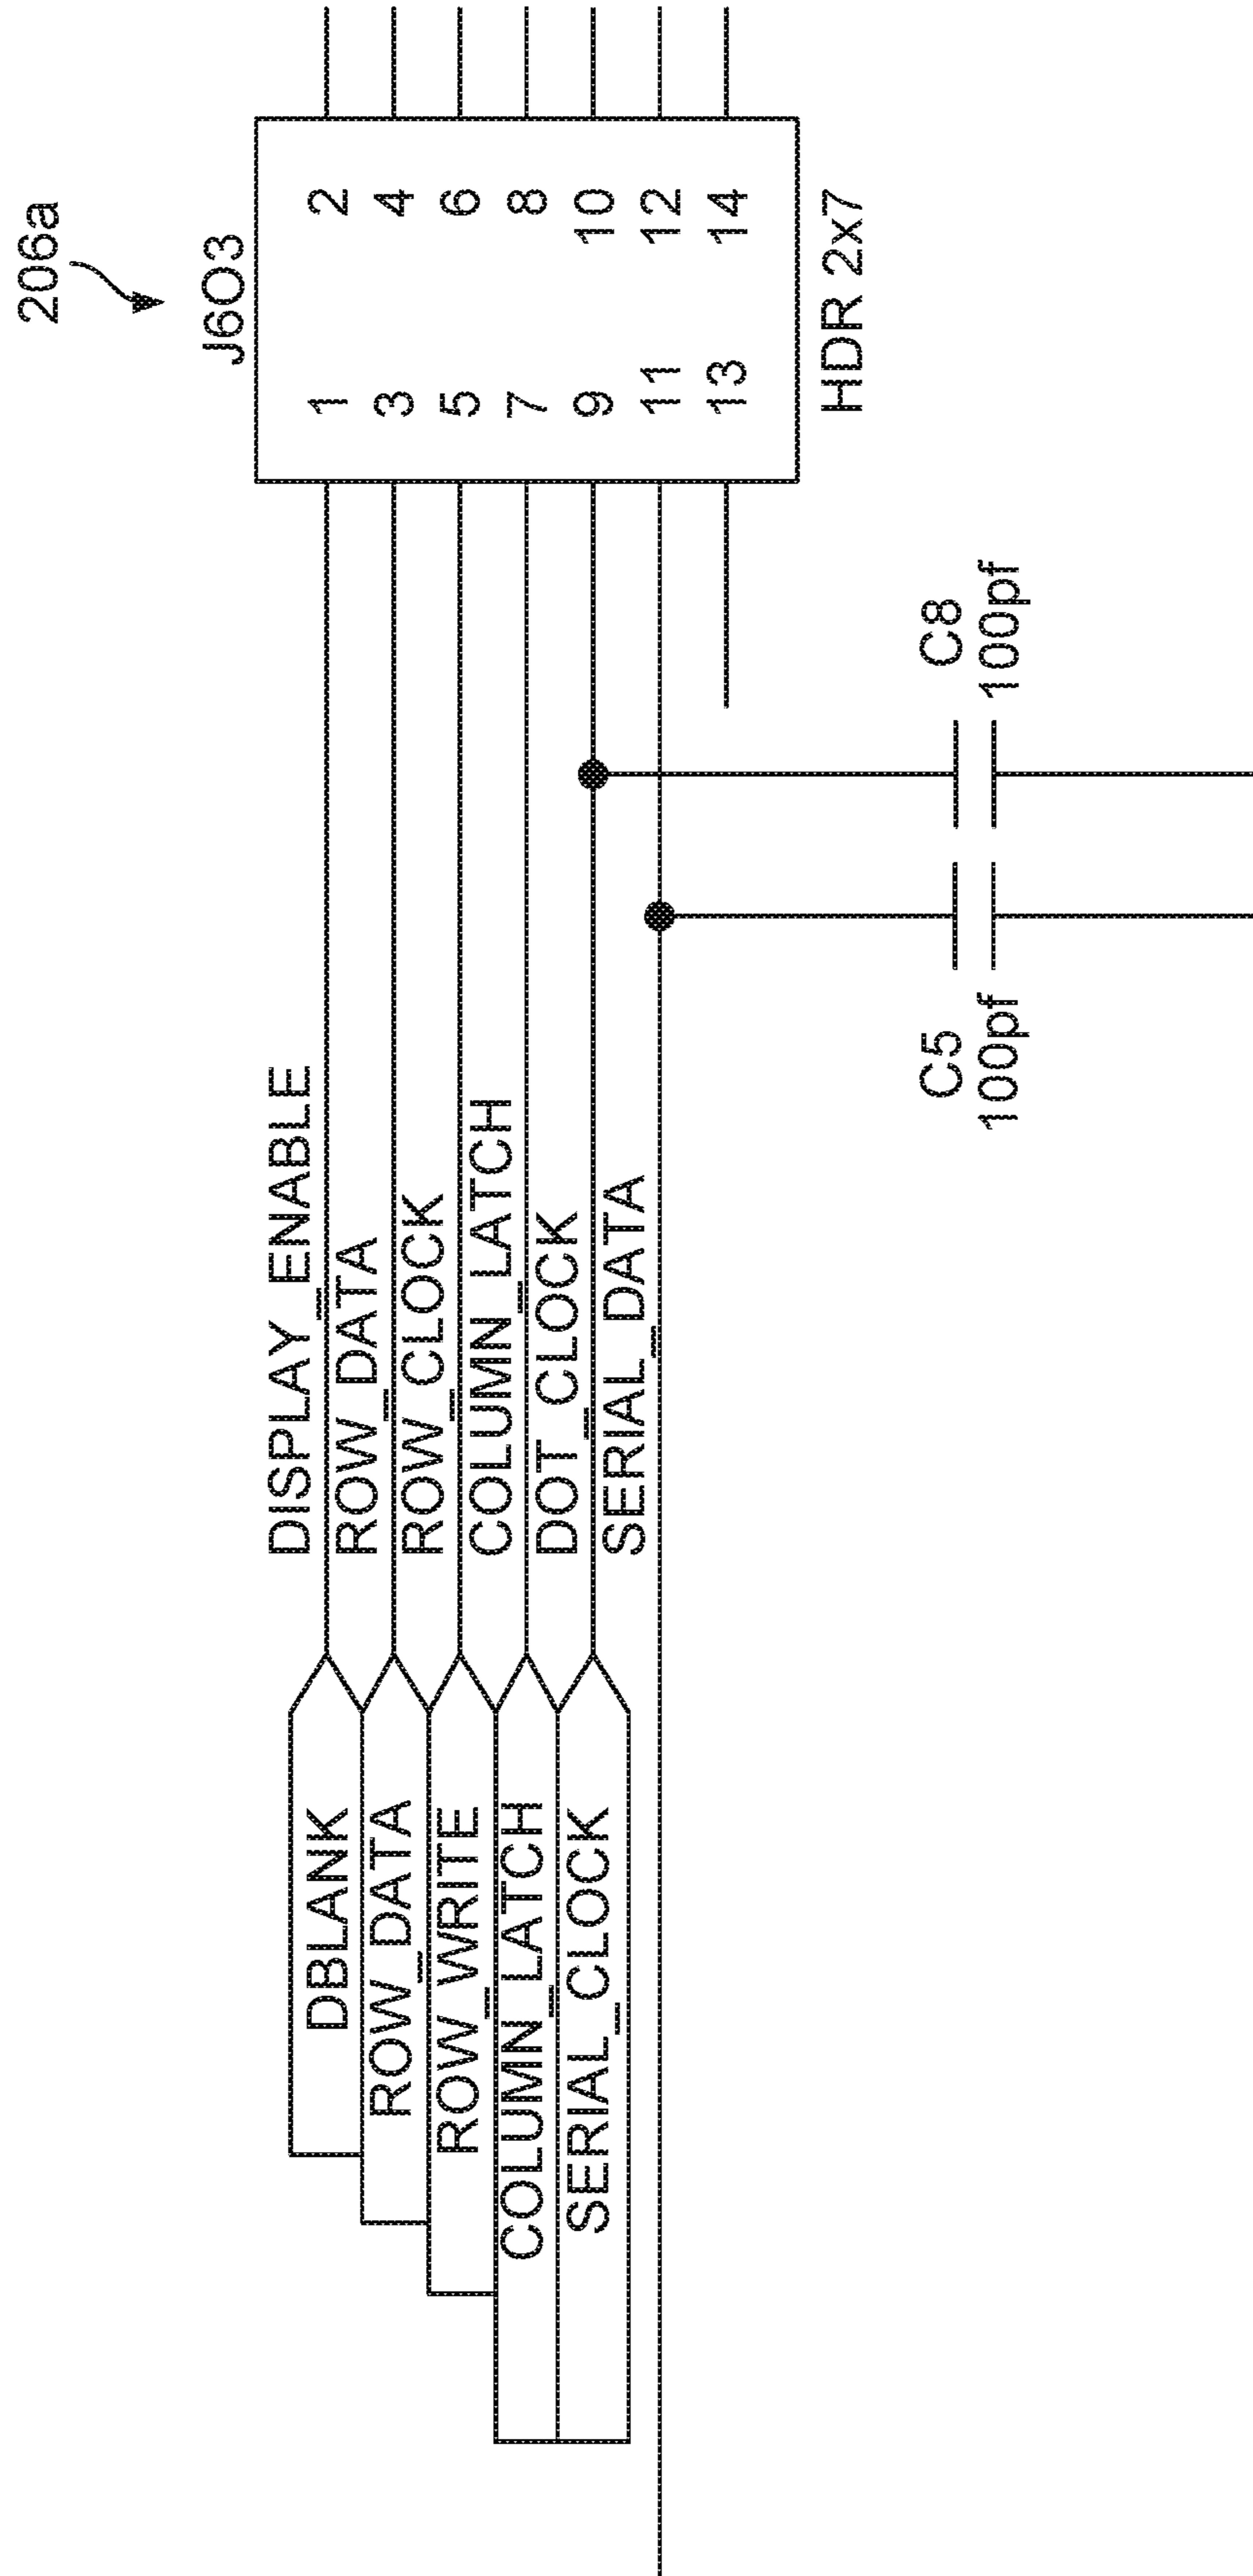 206a
J603
1 2
3 4
5 6
7 8
9 10
11 12
13 14
HDR 2x7
DISPLAY_ENABLE
ROW_DATA
ROW_CLOCK
COLUMN_LATCH
DOT_CLOCK
SERIAL_DATA
DBLANK
ROW_DATA
ROW_WRITE
COLUMN_LATCH
SERIAL_CLOCK
C5
100pf
C8
100pf